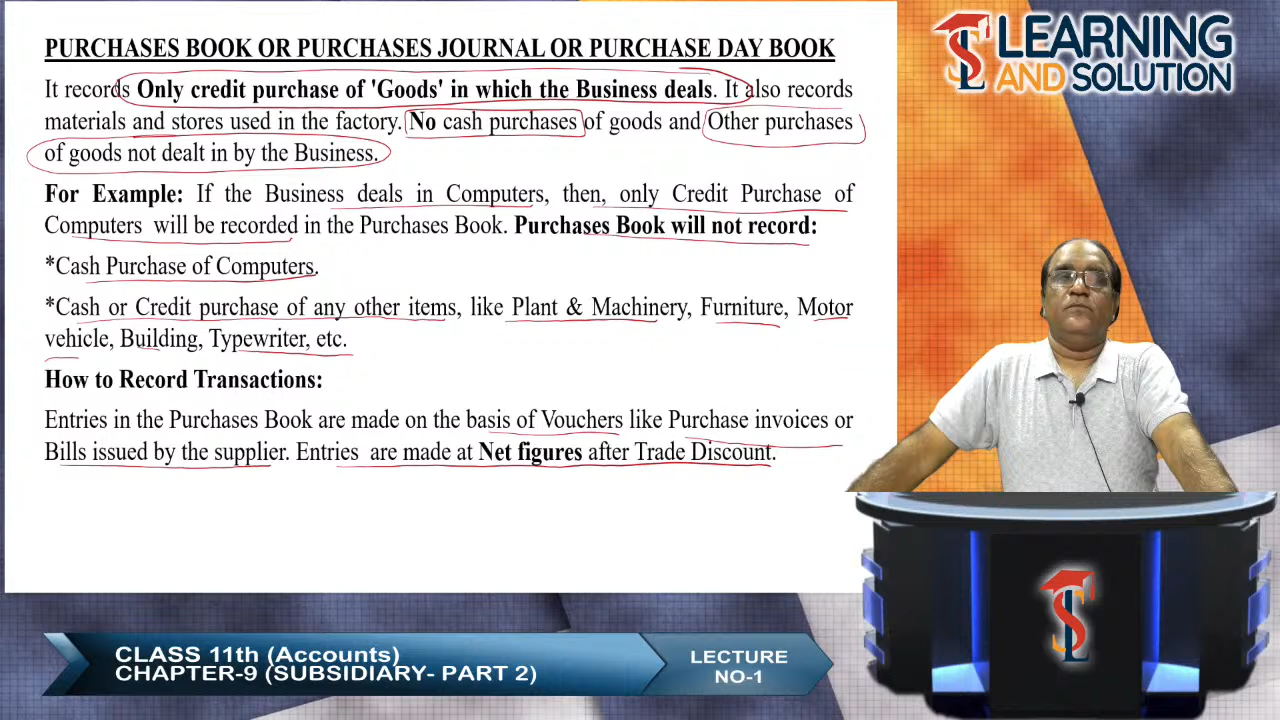 PURCHASES BOOK OR PURCHASES JOURNAL OR PURCHASE DAY BOOK
It records Only credit purchase of 'Goods' in which the Business deals. It also records
materials and stores used in the factory. No cash purchases of goods and Other purchases
of goods not dealt in by the Business.
For Example: If the Business deals in Computers, then, only Credit Purchase of
Computers will be recorded in the Purchases Book. Purchases Book will not record:
*Cash Purchase of Computers.
*Cash or Credit purchase of any other items, like Plant & Machinery, Furniture, Motor
vehicle, Building, Typewriter, etc.
How to Record Transactions:
Entries in the Purchases Book are made on the basis of Vouchers like Purchase invoices or
Bills issued by the supplier. Entries are made at Net figures after Trade Discount.
SL LEARNING
AND SOLUTION
SL
CLASS 11th (Accounts)
CHAPTER-9 (SUBSIDIARY- PART 2)
LECTURE
NO-1